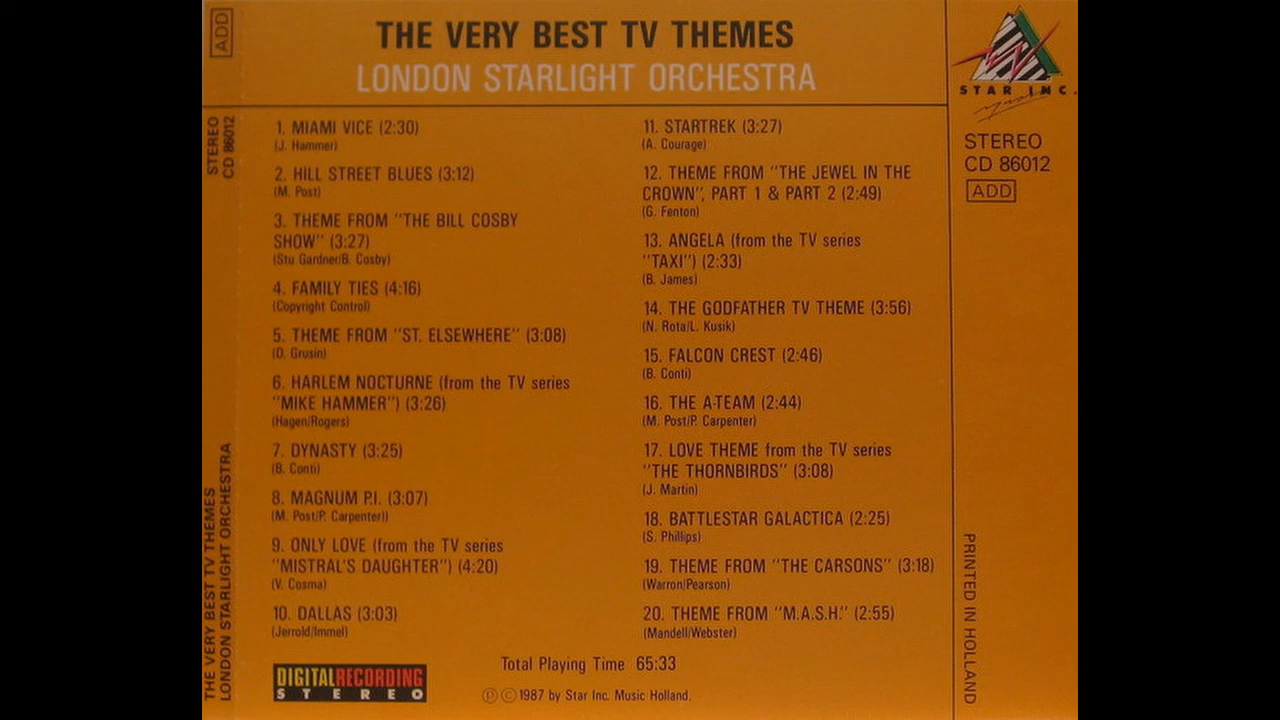 ADD
THE VERY BEST TV THEMES
LONDON STARLIGHT ORCHESTRA
STEREO
CD 86012
THE VERY BEST TV THEMES
LONDON STARLIGHT ORCHESTRA
1. MIAMI VICE (2:30)
(J. Hammer)
2. HILL STREET BLUES (3:12)
(M. Post)
3. THEME FROM "THE BILL COSBY
SHOW" (3:27)
(Stu Gardner/B. Cosby)
4. FAMILY TIES (4:16)
(Copyright Control)
5. THEME FROM "ST. ELSEWHERE" (3:08)
(D. Grusin)
6. HARLEM NOCTURNE (from the TV series
"MIKE HAMMER") (3:26)
(Hagen/Rogers)
7. DYNASTY (3:25)
(B. Conti)
8. MAGNUM P.I. (3:07)
(M. Post/P. Carpenter))
9. ONLY LOVE (from the TV series
"MISTRAL'S DAUGHTER") (4:20)
(V. Cosma)
10. DALLAS (3:03)
(Jerrold/Immel)
11. STARTREK (3:27)
(A. Courage)
12. THEME FROM "THE JEWEL IN THE
CROWN", PART 1 & PART 2 (2:49)
(G. Fenton)
13. ANGELA (from the TV series
"TAXI") (2:33)
(B. James)
14. THE GODFATHER TV THEME (3:56)
(N. Rota/L. Kusik)
15. FALCON CREST (2:46)
(B. Conti)
16. THE A-TEAM (2:44)
(M. Post/P. Carpenter)
17. LOVE THEME from the TV series
"THE THORNBIRDS" (3:08)
(J. Martin)
18. BATTLESTAR GALACTICA (2:25)
(S. Phillips)
19. THEME FROM "THE CARSONS" (3:18)
(Warron/Pearson)
20. THEME FROM "M.A.S.H." (2:55)
(Mandell/Webster)
DIGITAL RECORDING
STEREO
Total Playing Time 65:33
Ⓟ © 1987 by Star Inc. Music Holland.
STAR INC.
Music
STEREO
CD 86012
ADD
PRINTED IN HOLLAND